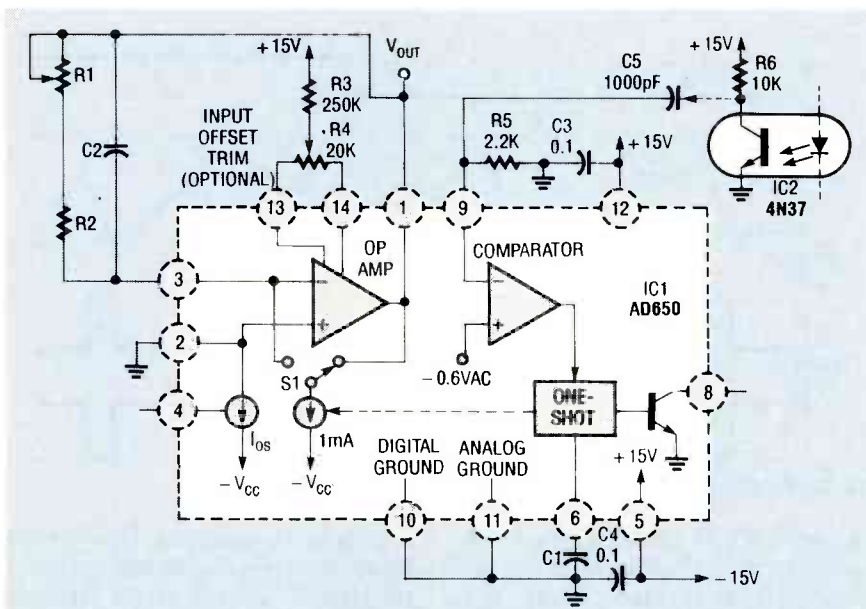 R1
C2
R2
+15V
R3
250K
R4
20K
INPUT
OFFSET
TRIM
(OPTIONAL)
VOUT
C5
1000pF
+15V
R6
10K
R5
2.2K
C3
0.1
+15V
IC2
4N37
13
14
1
9
12
OP
AMP
COMPARATOR
IC1
AD650
3
2
4
S1
-0.6VAC
ONE-
SHOT
8
IOS
1mA
-VCC
-VCC
DIGITAL
GROUND
ANALOG
GROUND
+15V
10
11
6
5
C1
C4
0.1
-15V